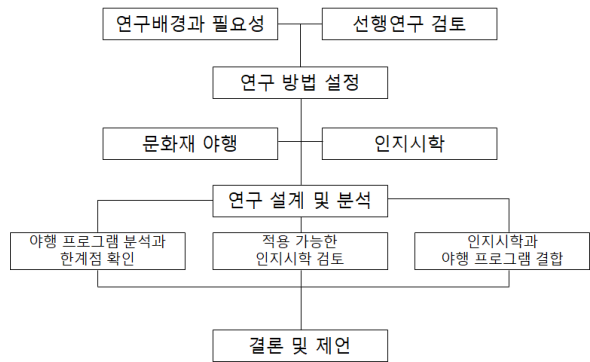 연구배경과 필요성
선행연구 검토
연구 방법 설정
문화재 야행
인지시학
연구 설계 및 분석
야행 프로그램 분석과
한계점 확인
적용 가능한
인지시학 검토
인지시학과
야행 프로그램 결합
결론 및 제언